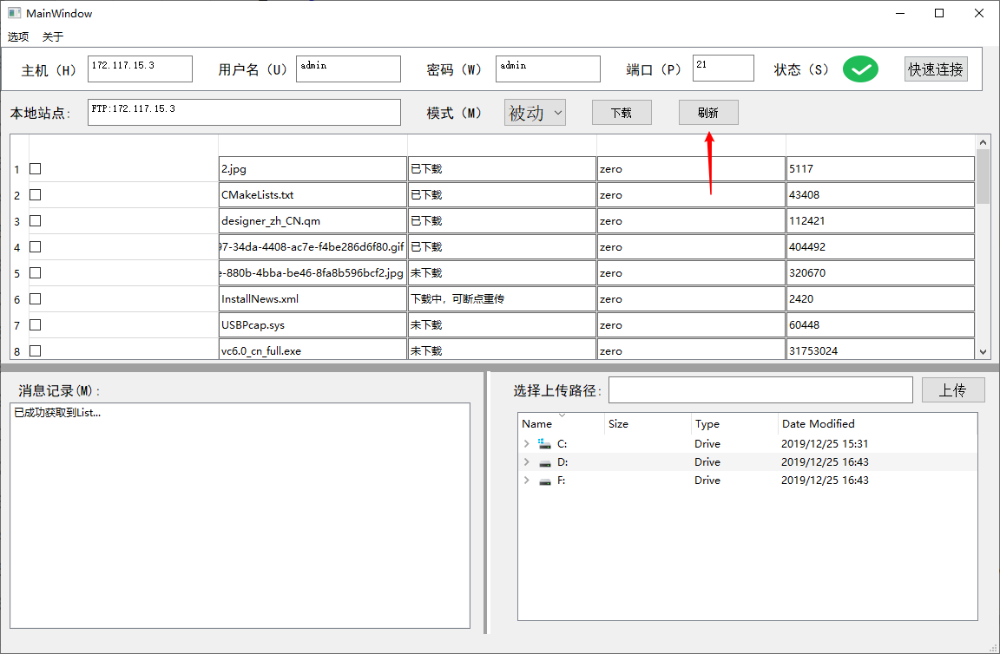 MainWindow
选项 关于
主机（H） 172.117.15.3 用户名（U） admin 密码（W） admin 端口（P） 21 状态（S） 快速连接
本地站点: FTP:172.117.15.3 模式（M） 被动 下载 刷新
1 2.jpg 已下载 zero 5117
2 CMakeLists.txt 已下载 zero 43408
3 designer_zh_CN.qm 已下载 zero 112421
4 97-34da-4408-ac7e-f4be286d6f80.gif 已下载 zero 404492
5 e-880b-4bba-be46-8fa8b596bcf2.jpg 未下载 zero 320670
6 InstallNews.xml 下载中，可断点重传 zero 2420
7 USBPcap.sys 未下载 zero 60448
8 vc6.0_cn_full.exe 未下载 zero 31753024
消息记录(M)： 选择上传路径: 上传
已成功获取到List...
Name Size Type Date Modified
C: Drive 2019/12/25 15:31
D: Drive 2019/12/25 16:43
F: Drive 2019/12/25 16:43